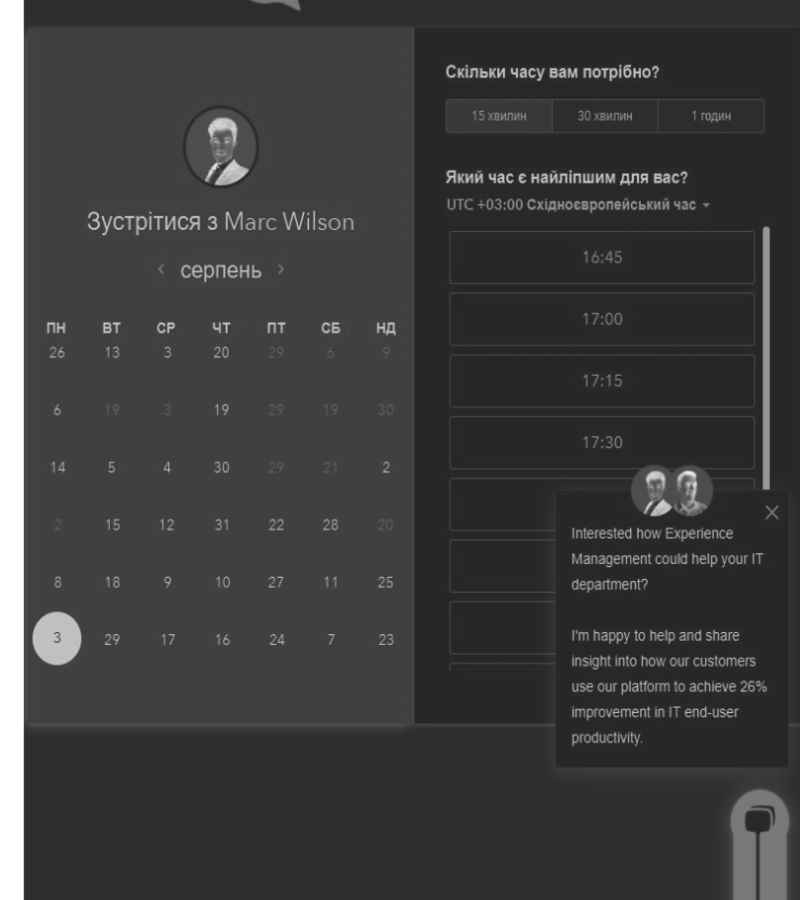 Зустрітися з Marc Wilson
серпень
ПН ВТ СР ЧТ ПТ СБ НД
26 13 3 20 29 6 9
6 19 3 19 29 19 30
14 5 4 30 29 21 2
2 15 12 31 22 28 20
8 18 9 10 27 11 25
3 29 17 16 24 7 23
Скільки часу вам потрібно?
15 хвилин 30 хвилин 1 годин
Який час є найліпшим для вас?
UTC +03:00 Східноєвропейський час
16:45
17:00
17:15
17:30
Interested how Experience
Management could help your IT
department?
I'm happy to help and share
insight into how our customers
use our platform to achieve 26%
improvement in IT end-user
productivity.